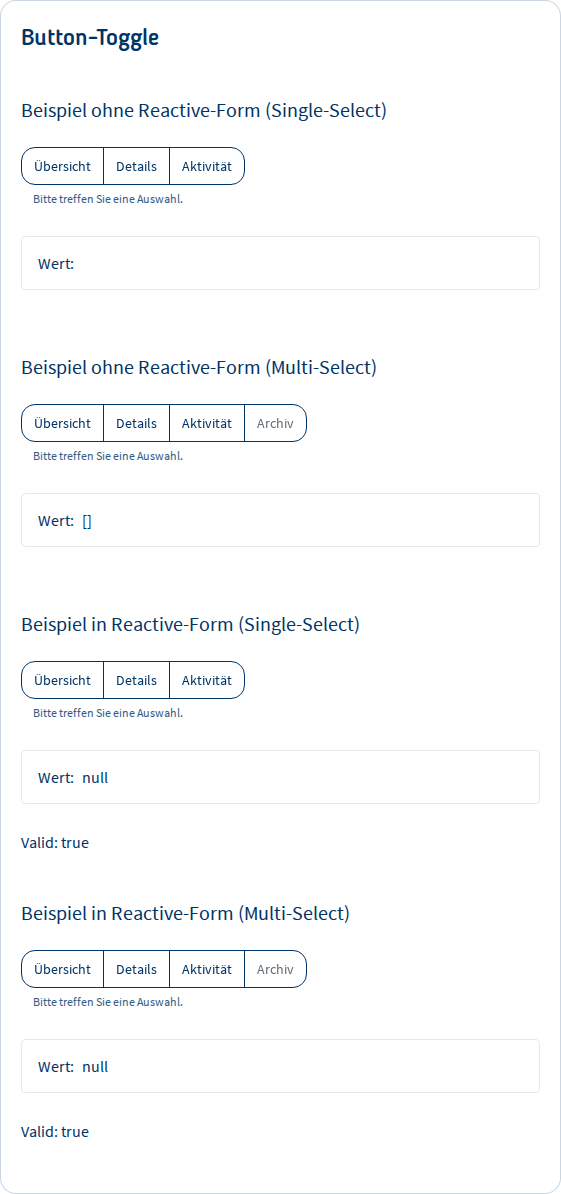 Button-Toggle
Beispiel ohne Reactive-Form (Single-Select)
Übersicht Details Aktivität
Bitte treffen Sie eine Auswahl.
Wert:
Beispiel ohne Reactive-Form (Multi-Select)
Übersicht Details Aktivität Archiv
Bitte treffen Sie eine Auswahl.
Wert: []
Beispiel in Reactive-Form (Single-Select)
Übersicht Details Aktivität
Bitte treffen Sie eine Auswahl.
Wert: null
Valid: true
Beispiel in Reactive-Form (Multi-Select)
Übersicht Details Aktivität Archiv
Bitte treffen Sie eine Auswahl.
Wert: null
Valid: true